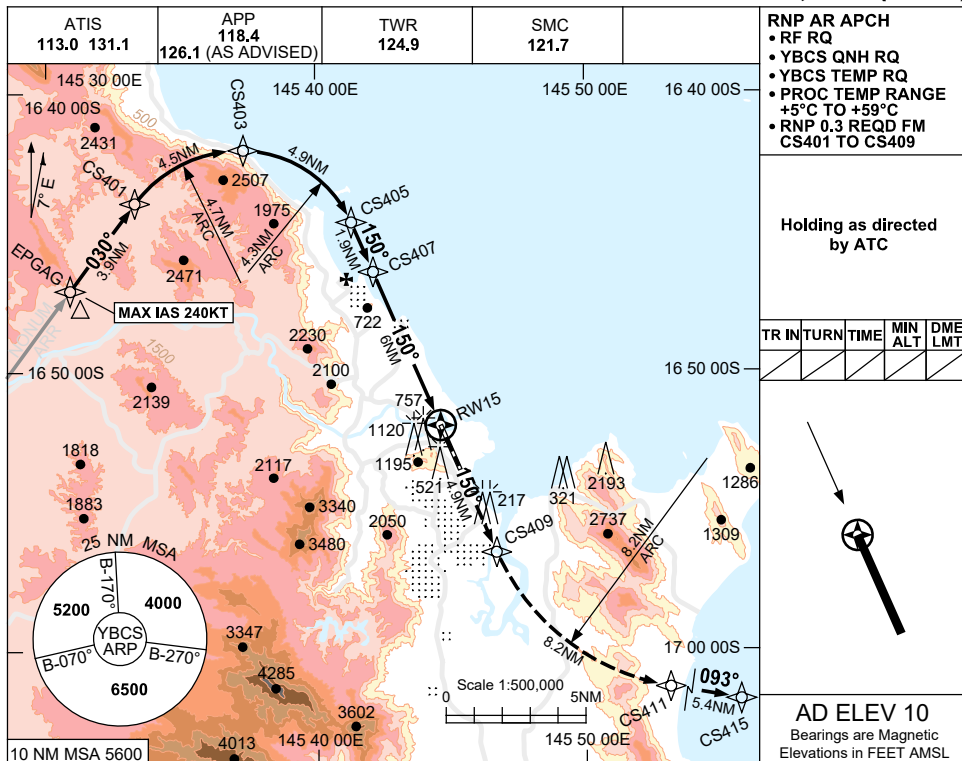 ATIS
113.0 131.1
APP
118.4
126.1 (AS ADVISED)
TWR
124.9
SMC
121.7
RNP AR APCH
• RF RQ
• YBCS QNH RQ
• YBCS TEMP RQ
• PROC TEMP RANGE
+5°C TO +59°C
• RNP 0.3 REQD FM
CS401 TO CS409
Holding as directed
by ATC
TR IN
TURN
TIME
MIN
ALT
DME
LMT
145 30 00E
145 40 00E
145 50 00E
16 40 00S
16 40 00S
7° E
2431
500
CS403
4.5NM
4.9NM
CS401
2507
4.7NM
ARC
1975
4.3NM
ARC
CS405
150°
1.9NM
CS407
030°
3.9NM
EPGAG
2471
MAX IAS 240KT
MONUM
ARR
722
150°
6NM
2230
2100
1500
2139
16 50 00S
16 50 00S
757
RW15
1120
1195
521
150°
4.9NM
217
321
2193
1286
1818
2117
1883
3340
3480
2050
2737
1309
CS409
8.2NM
ARC
8.2NM
25 NM MSA
B-170°
5200
4000
YBCS
ARP
B-070°
B-270°
6500
3347
4285
3602
4013
17 00 00S
CS411
093°
5.4NM
CS415
Scale 1:500,000
0
5NM
145 40 00E
145 50 00E
10 NM MSA 5600
AD ELEV 10
Bearings are Magnetic
Elevations in FEET AMSL